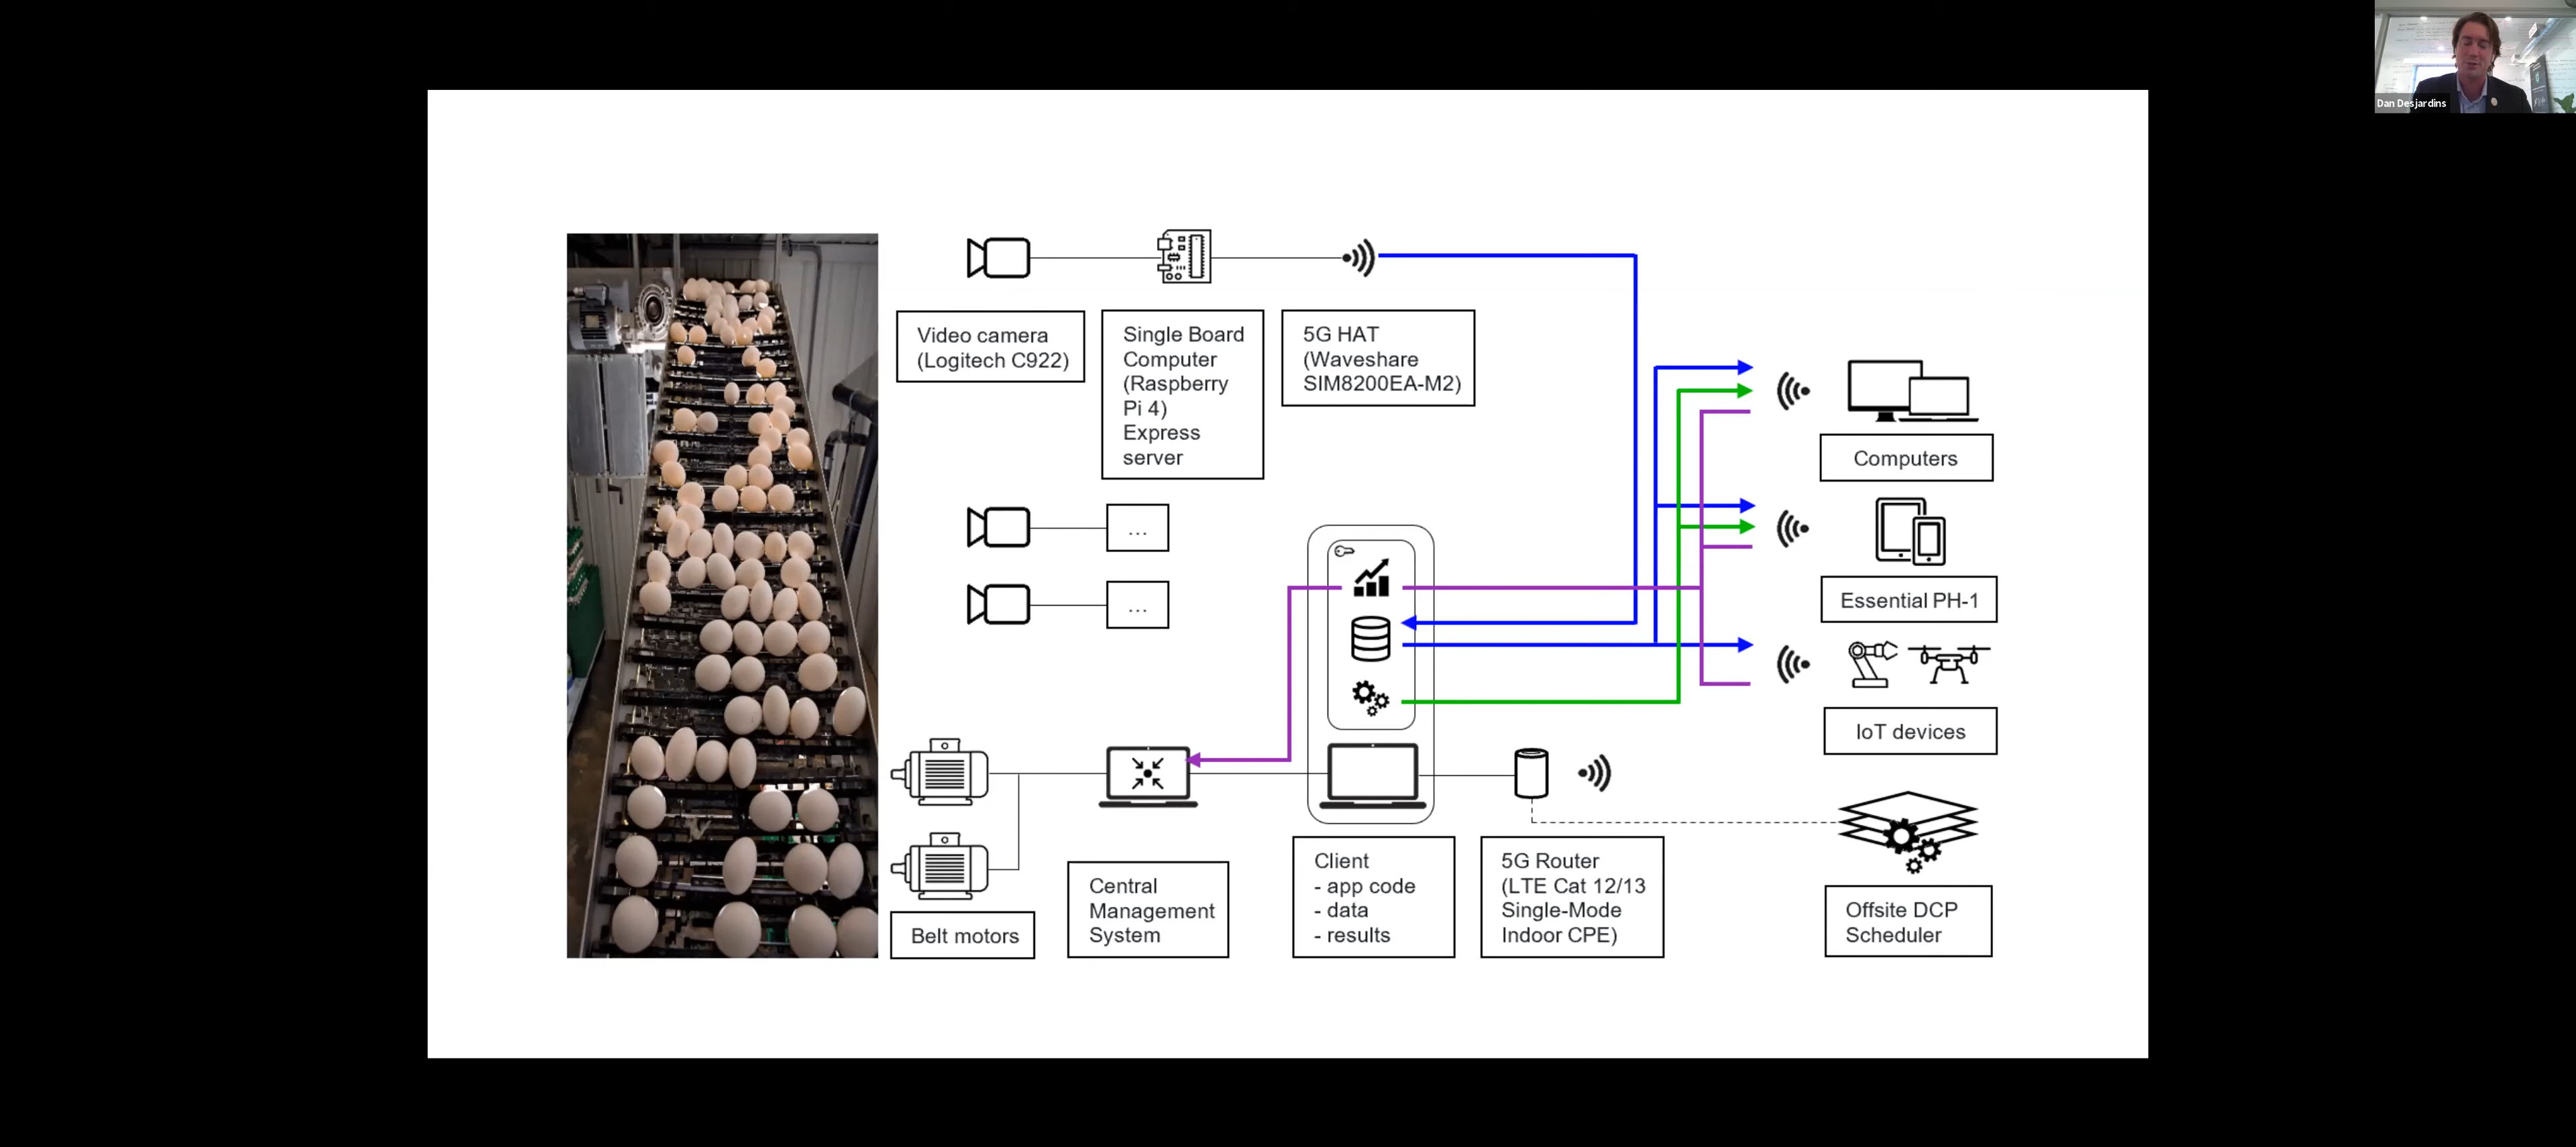 Dan Desjardins
Video camera
(Logitech C922)
Single Board
Computer
(Raspberry
Pi 4)
Express
server
5G HAT
(Waveshare
SIM8200EA-M2)
...
...
Computers
Essential PH-1
IoT devices
Belt motors
Central
Management
System
Client
- app code
- data
- results
5G Router
(LTE Cat 12/13
Single-Mode
Indoor CPE)
Offsite DCP
Scheduler